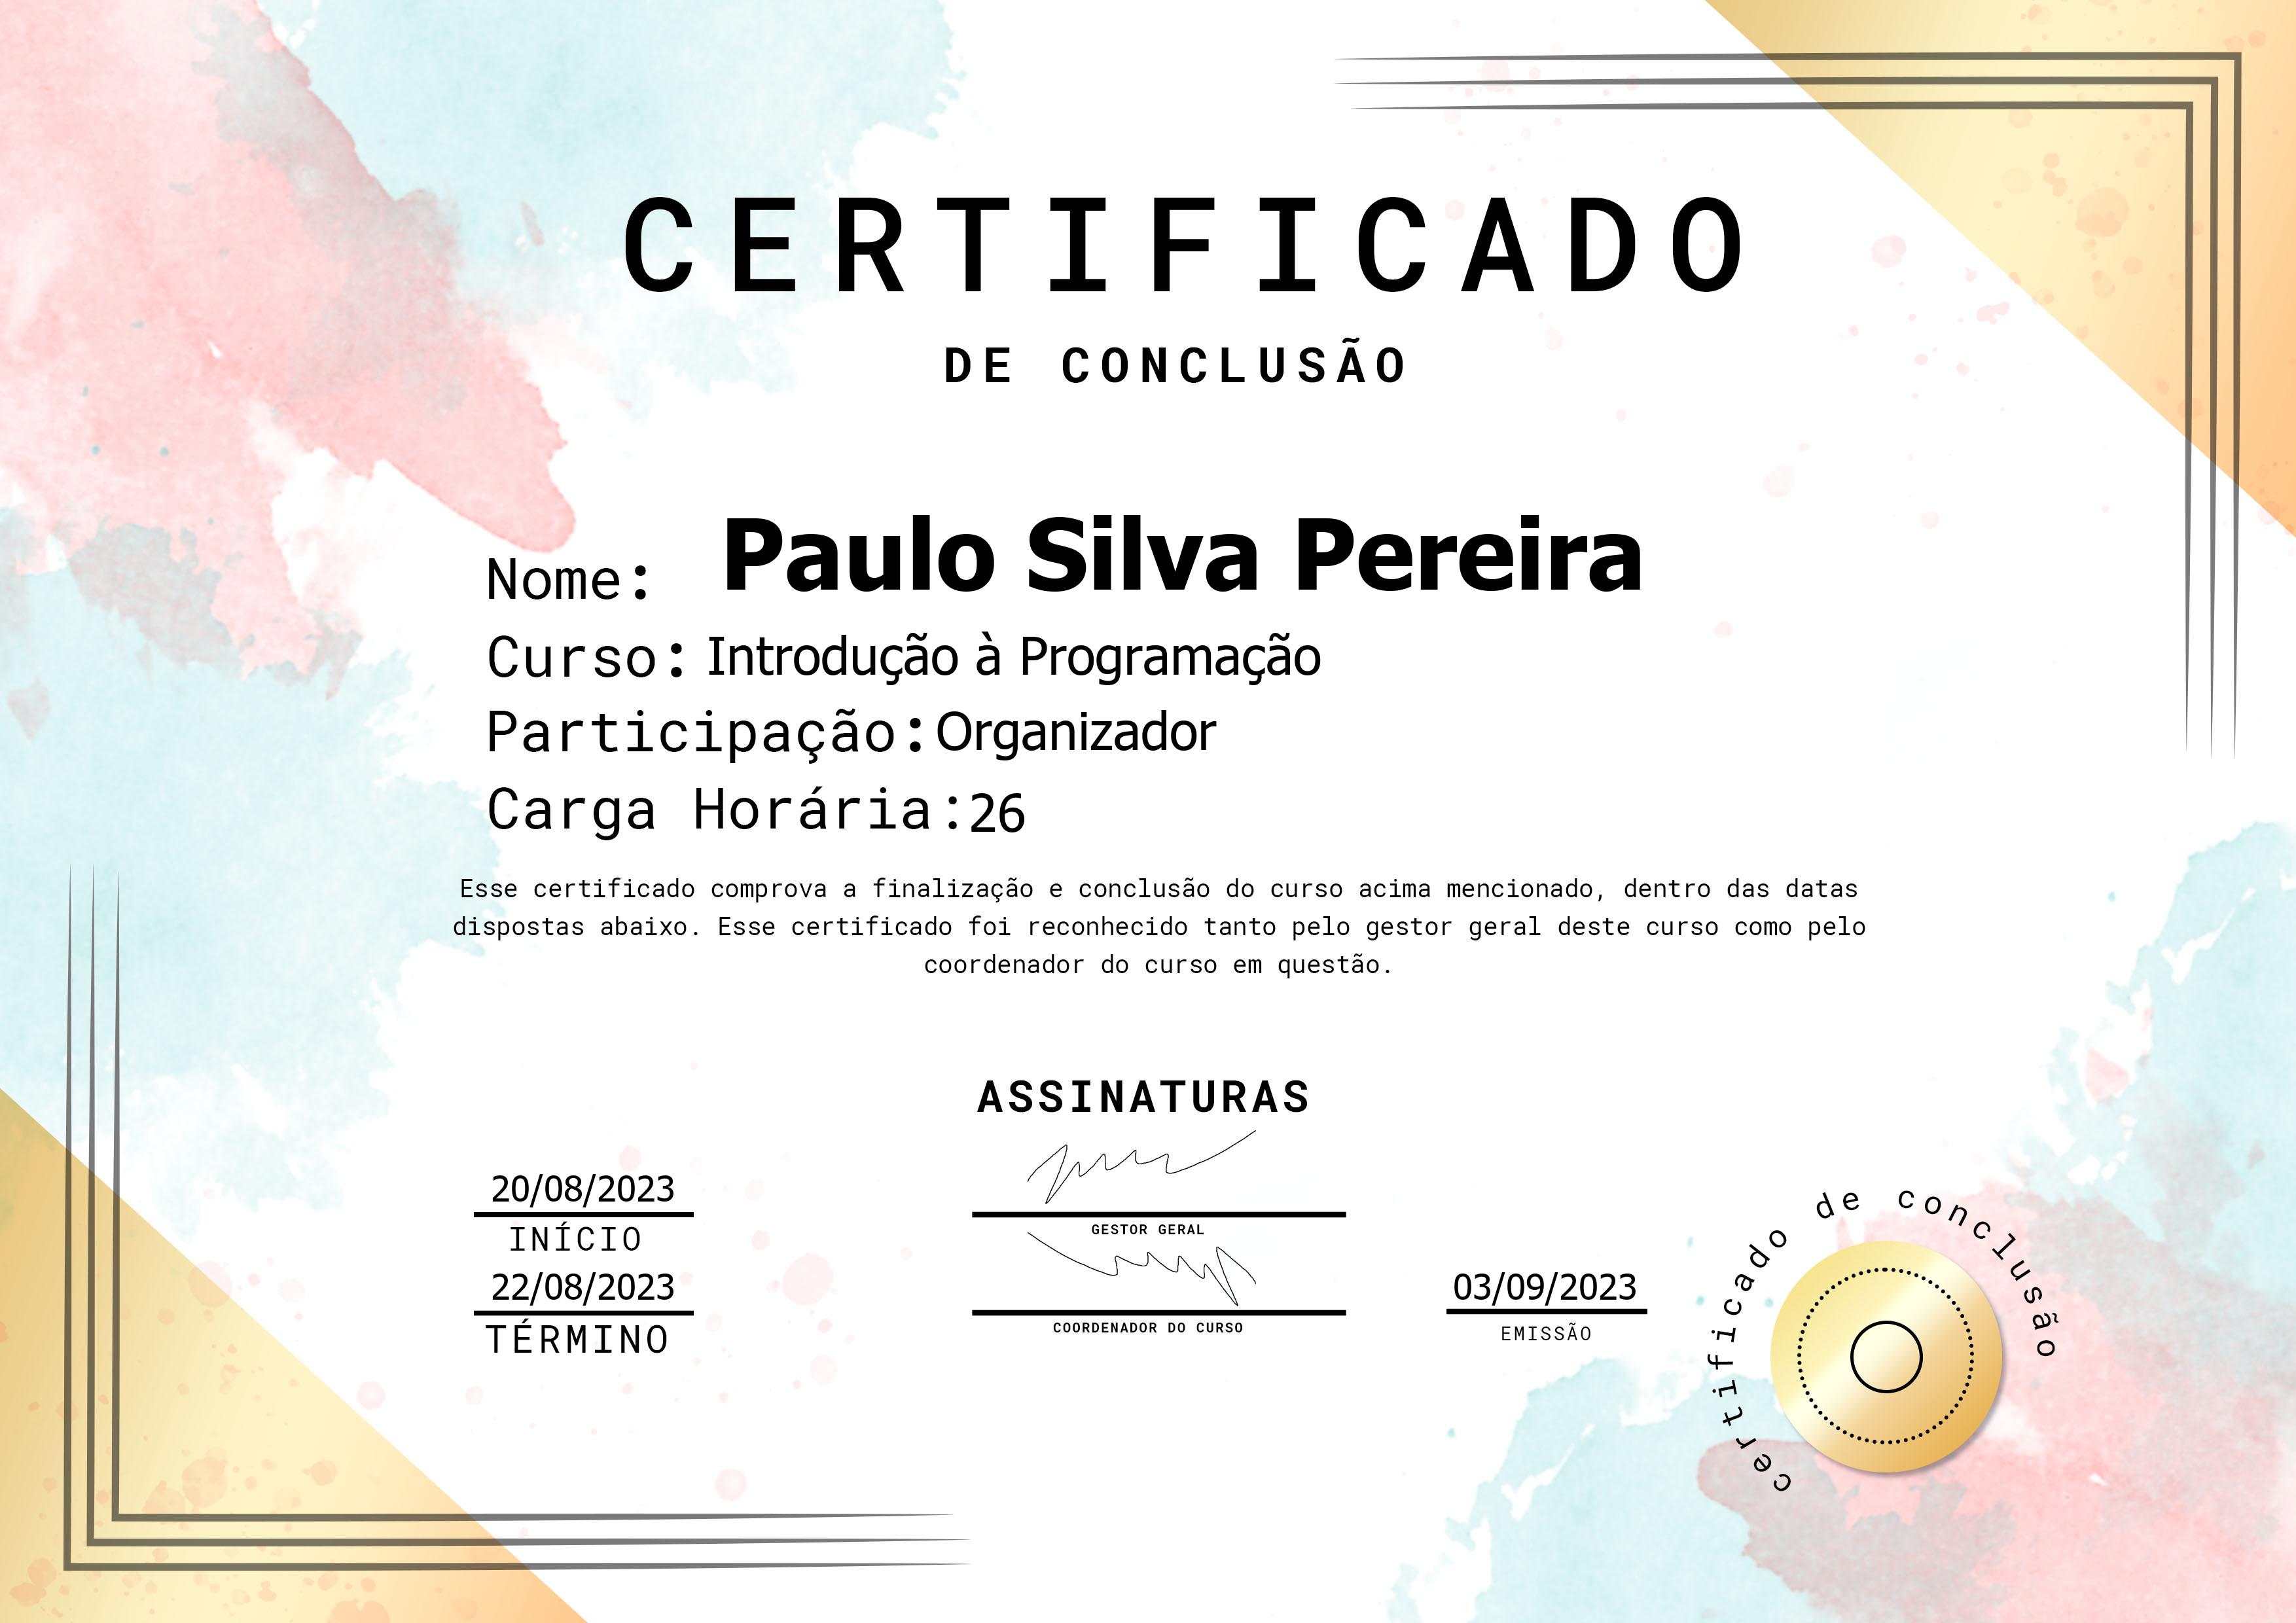 CERTIFICADO
DE CONCLUSÃO
Nome: Paulo Silva Pereira
Curso: Introdução à Programação
Participação: Organizador
Carga Horária: 26
Esse certificado comprova a finalização e conclusão do curso acima mencionado, dentro das datas
dispostas abaixo. Esse certificado foi reconhecido tanto pelo gestor geral deste curso como pelo
coordenador do curso em questão.
ASSINATURAS
20/08/2023
INÍCIO
GESTOR GERAL
22/08/2023
TÉRMINO
COORDENADOR DO CURSO
03/09/2023
EMISSÃO
certificado de conclusão